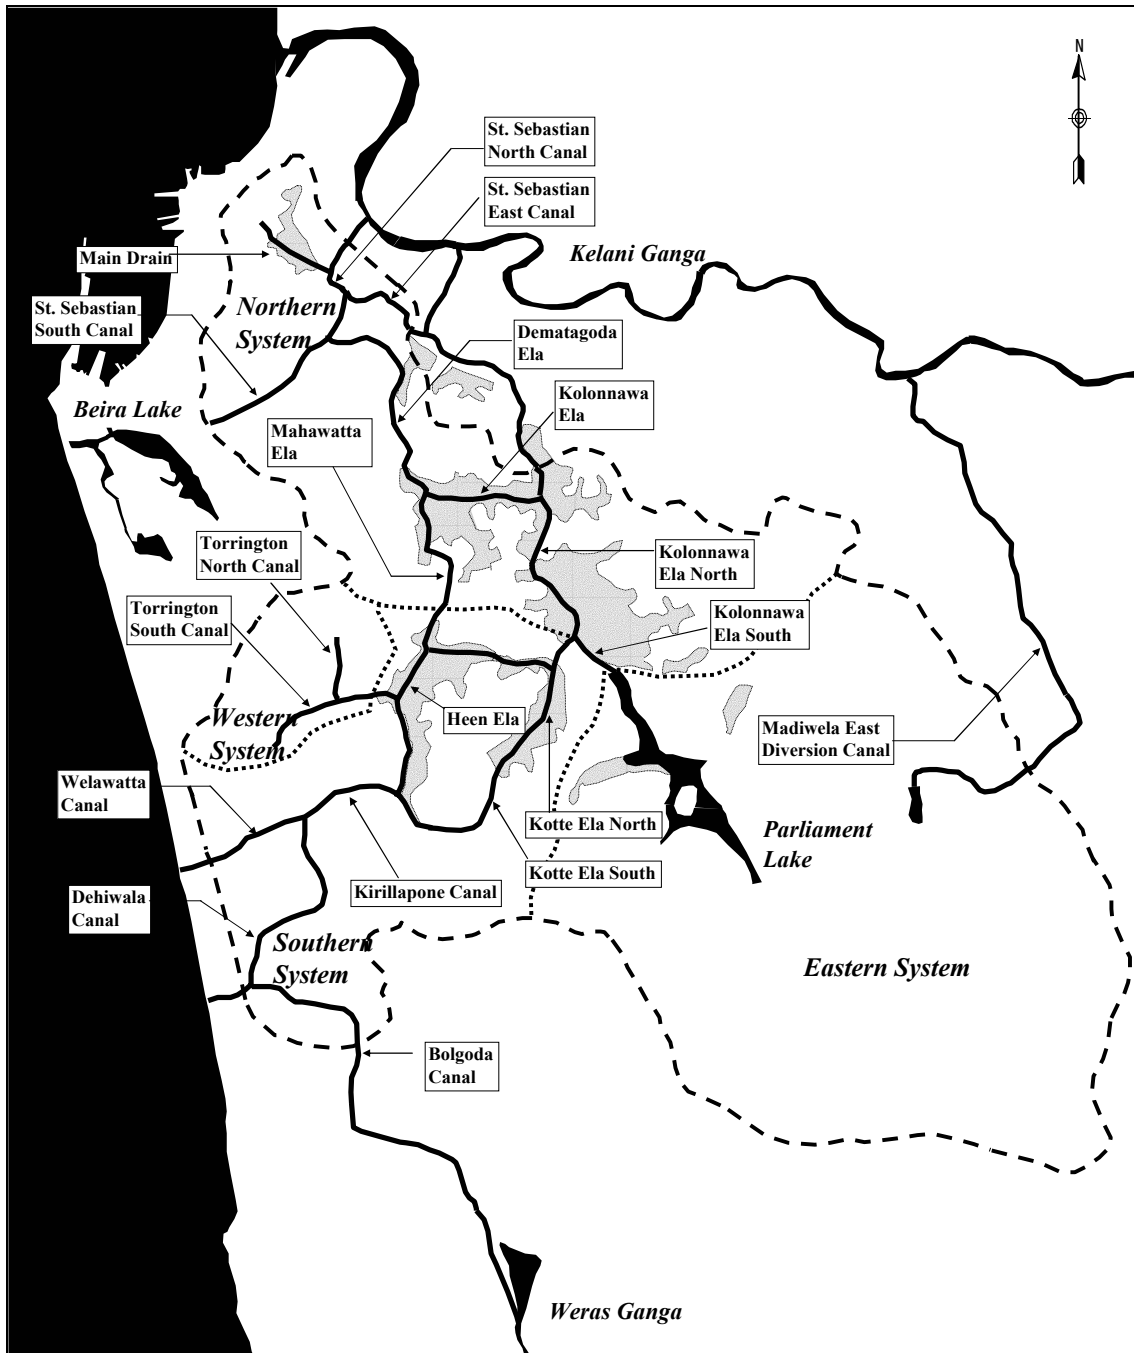 N
St. Sebastian
North Canal
St. Sebastian
East Canal
Kelani Ganga
Main Drain
St. Sebastian
South Canal
Northern
System
Dematagoda
Ela
Beira Lake
Kolonnawa
Ela
Mahawatta
Ela
Torrington
North Canal
Kolonnawa
Ela North
Torrington
South Canal
Kolonnawa
Ela South
Western
System
Heen Ela
Madiwela East
Diversion Canal
Welawatta
Canal
Kotte Ela North
Parliament
Lake
Kotte Ela South
Kirillapone Canal
Dehiwala
Canal
Southern
System
Eastern System
Bolgoda
Canal
Weras Ganga